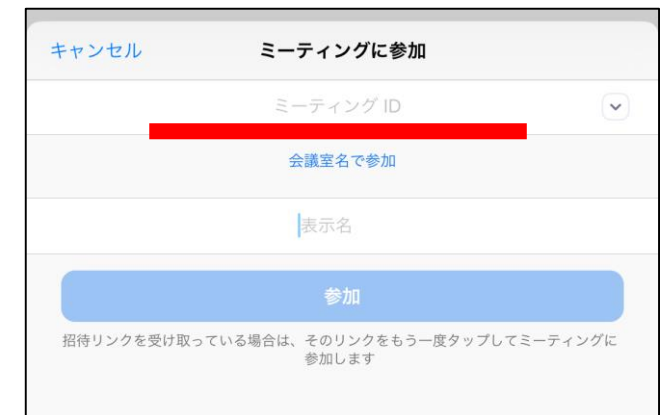 キャンセル ミーティングに参加
ミーティング ID
会議室名で参加
表示名
参加
招待リンクを受け取っている場合は、そのリンクをもう一度タップしてミーティングに
参加します